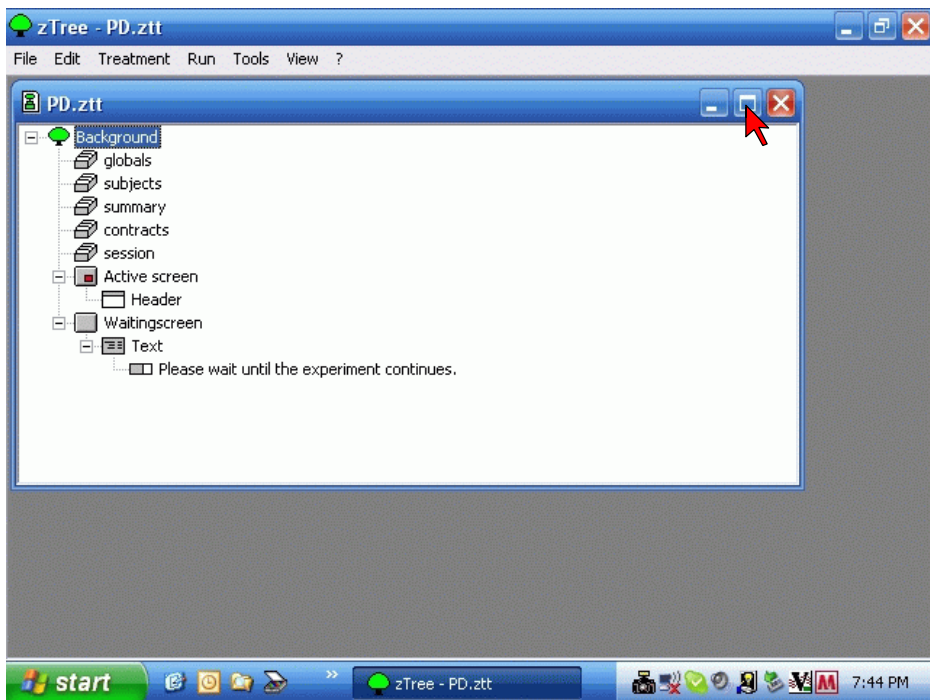 zTree - PD.ztt
File Edit Treatment Run Tools View ?
PD.ztt
Background
globals
subjects
summary
contracts
session
Active screen
Header
Waitingscreen
Text
Please wait until the experiment continues.
start » zTree - PD.ztt 7:44 PM